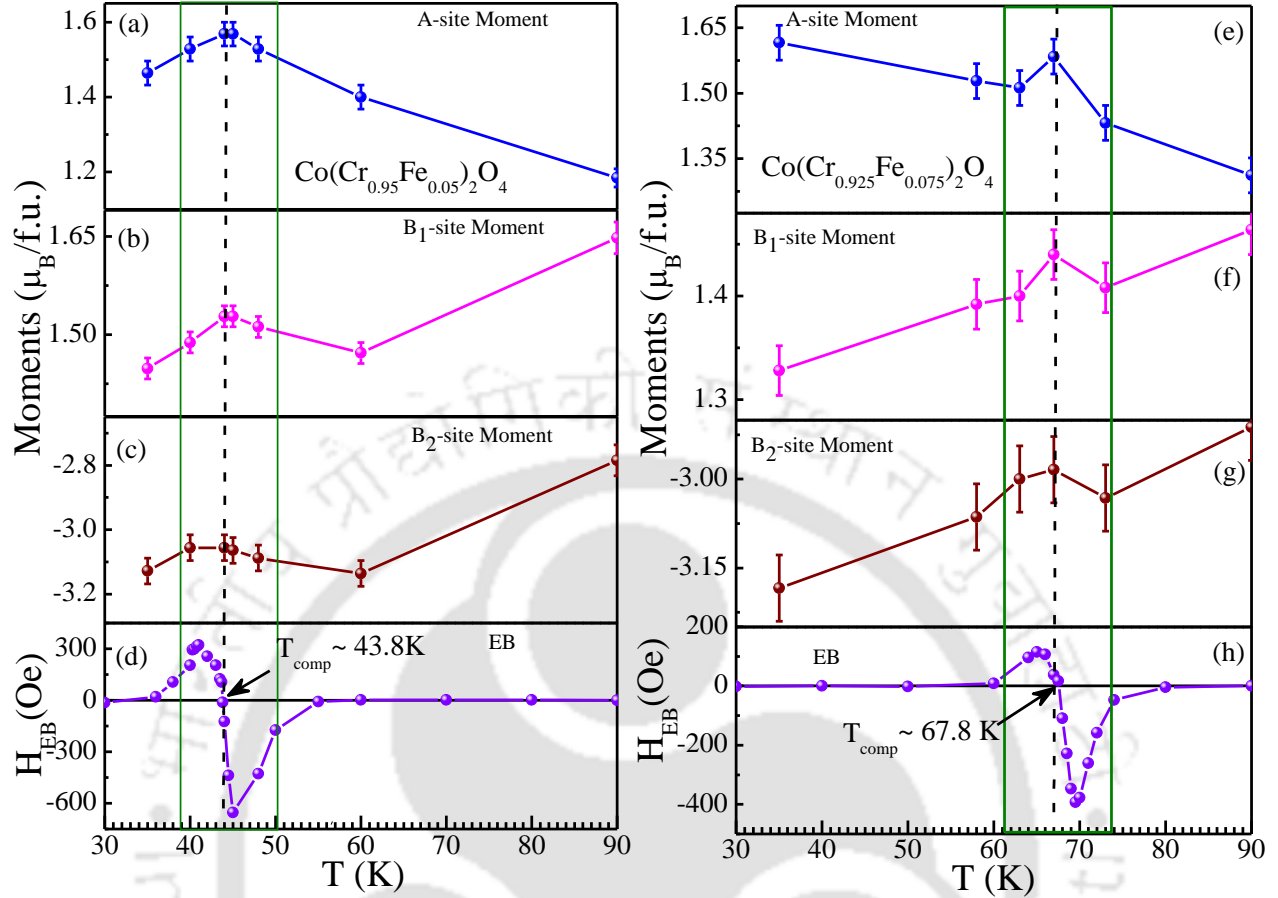 (a)
A-site Moment
Co(Cr0.95Fe0.05)2O4
1.6
1.4
1.2
(b)
B1-site Moment
1.65
1.50
(c)
B2-site Moment
-2.8
-3.0
-3.2
Moments (μB/f.u.)
(d)
Tcomp ~ 43.8K
EB
300
0
-300
-600
HEB(Oe)
30 40 50 60 70 80 90
T (K)
(e)
A-site Moment
Co(Cr0.925Fe0.075)2O4
1.65
1.50
1.35
B1-site Moment
(f)
1.4
1.3
B2-site Moment
(g)
-3.00
-3.15
Moments (μB/f.u.)
EB
(h)
Tcomp ~ 67.8 K
200
0
-200
-400
HEB(Oe)
30 40 50 60 70 80 90
T (K)